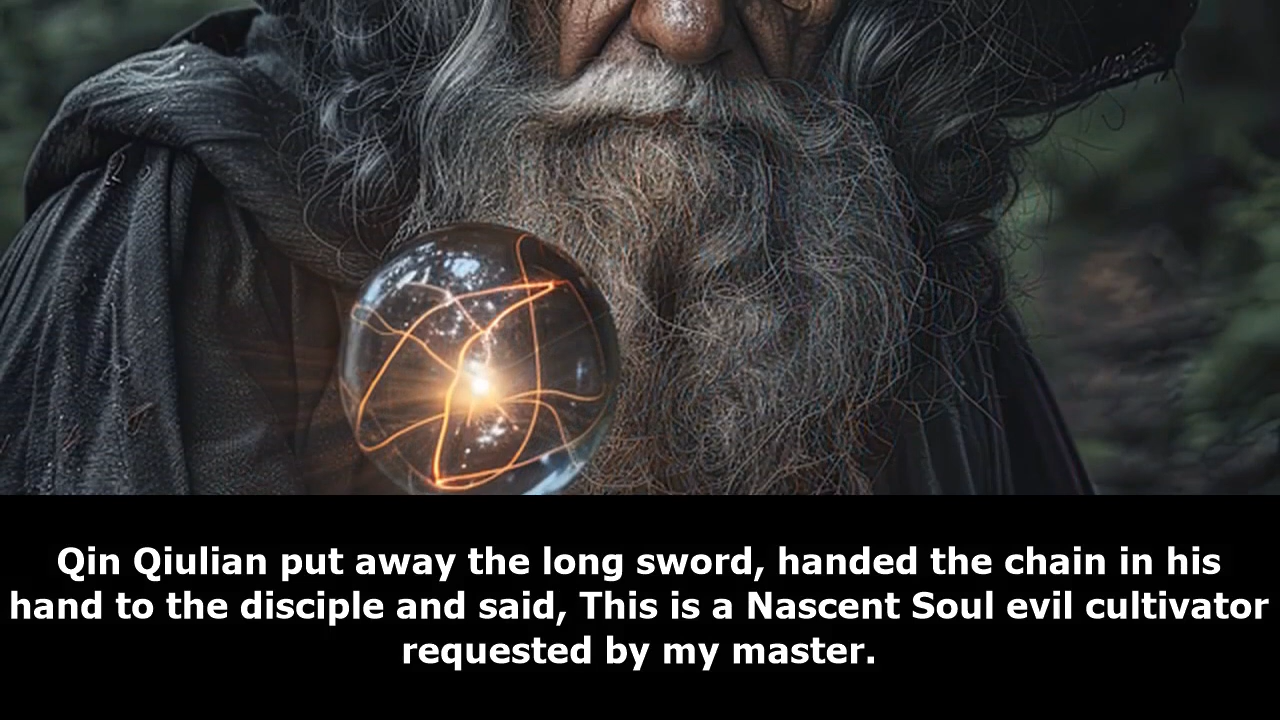 Qin Qiulian put away the long sword, handed the chain in his
hand to the disciple and said, This is a Nascent Soul evil cultivator
requested by my master.